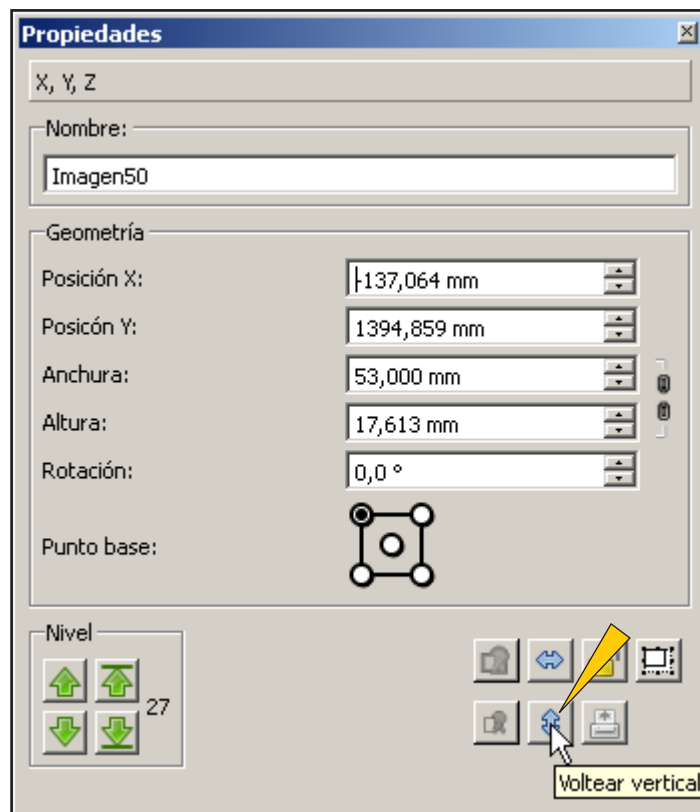 Propiedades
X, Y, Z
Nombre:
Imagen50
Geometría
Posición X:
-137,064 mm
Posicón Y:
1394,859 mm
Anchura:
53,000 mm
Altura:
17,613 mm
Rotación:
0,0 °
Punto base:
Nivel
27
Voltear vertical